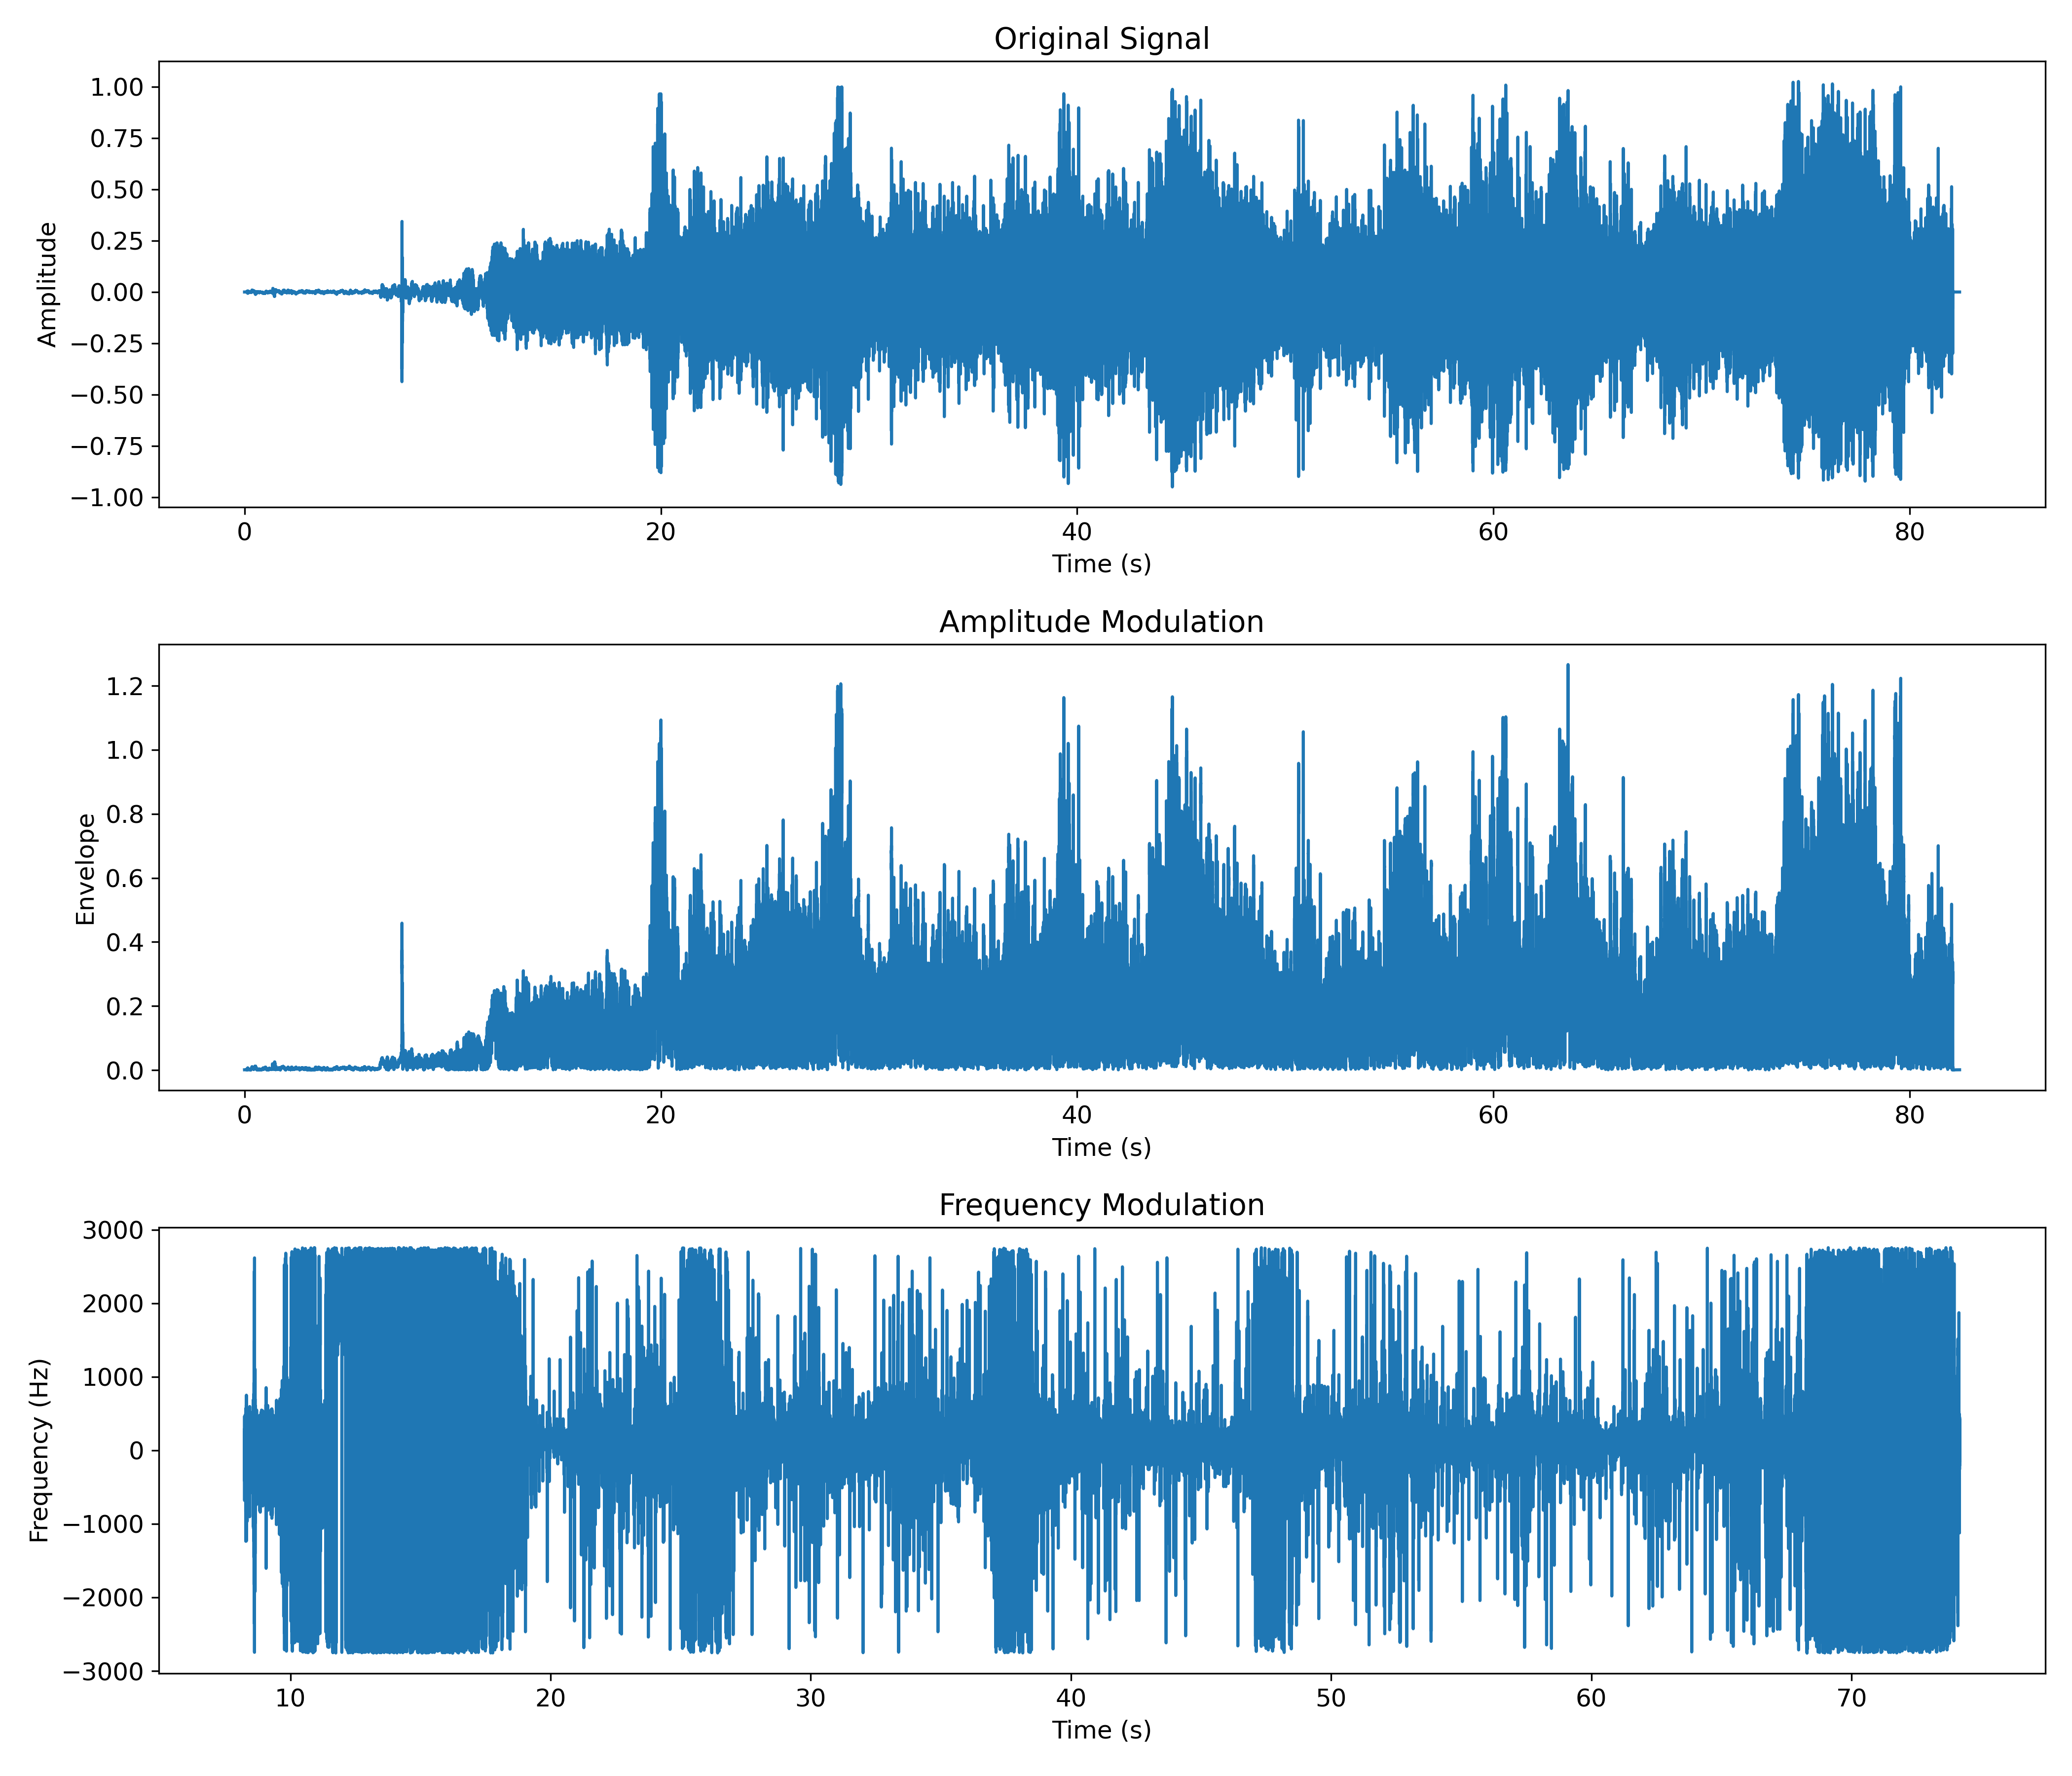 Original Signal
Amplitude
1.00
0.75
0.50
0.25
0.00
−0.25
−0.50
−0.75
−1.00
0 20 40 60 80
Time (s)
Amplitude Modulation
Envelope
1.2
1.0
0.8
0.6
0.4
0.2
0.0
0 20 40 60 80
Time (s)
Frequency Modulation
Frequency (Hz)
3000
2000
1000
0
−1000
−2000
−3000
10 20 30 40 50 60 70
Time (s)